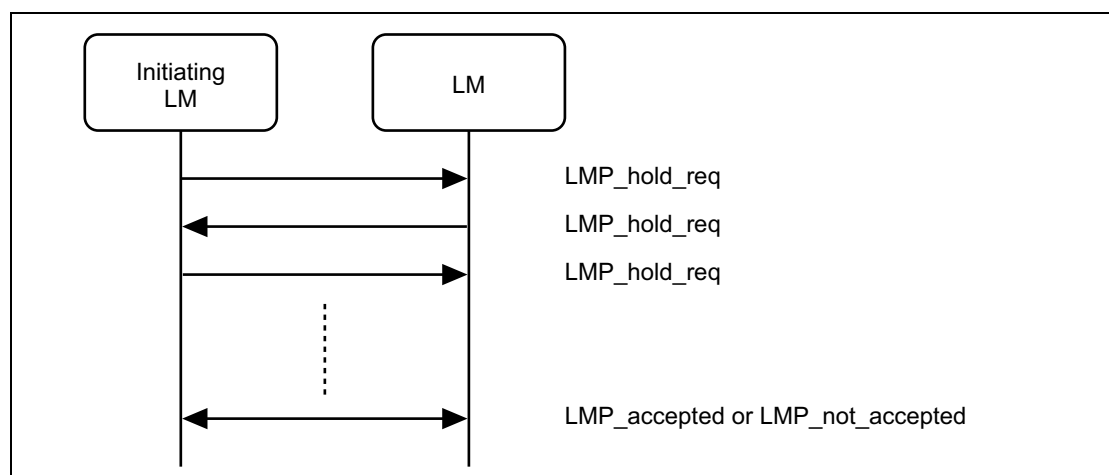 Initiating
LM
LM
LMP_hold_req
LMP_hold_req
LMP_hold_req
LMP_accepted or LMP_not_accepted